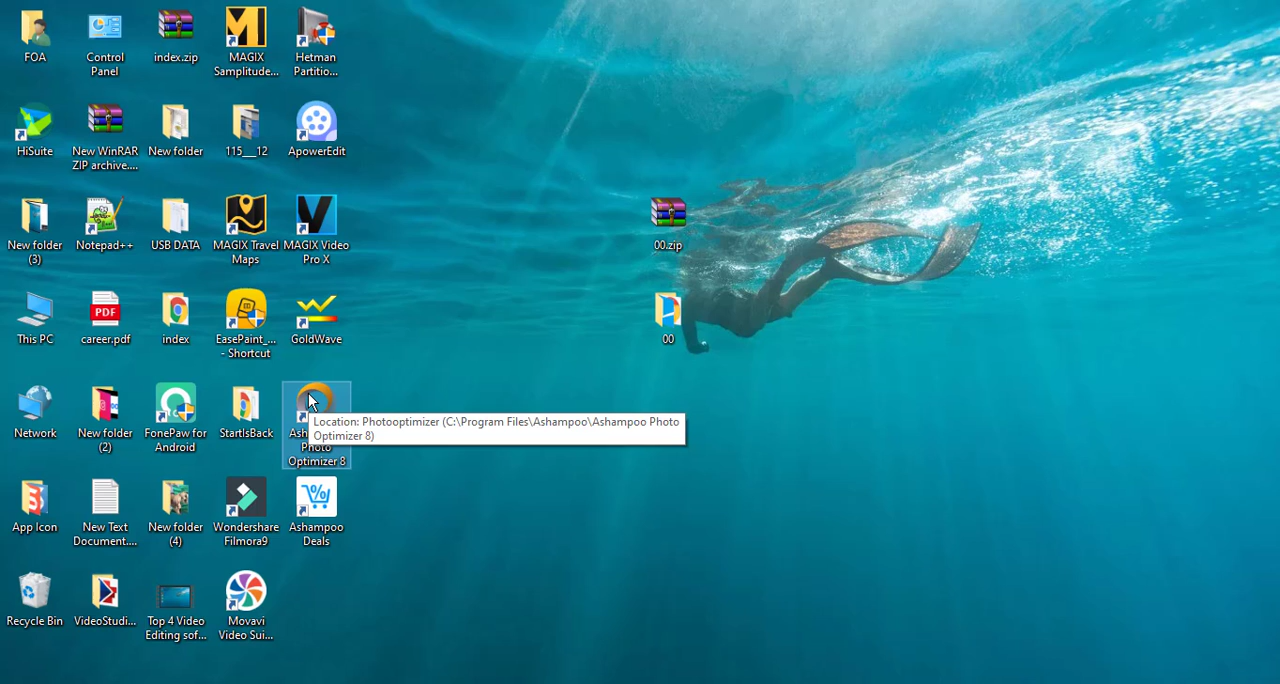 FOA
Control
Panel
index.zip
MAGIX
Samplitude...
Hetman
Partitio...
HiSuite
New WinRAR
ZIP archive....
New folder
115__12
ApowerEdit
New folder
(3)
Notepad++
USB DATA
MAGIX Travel
Maps
MAGIX Video
Pro X
00.zip
This PC
PDF
career.pdf
index
EasePaint_...
- Shortcut
GoldWave
00
Network
New folder
(2)
FonePaw for
Android
StartIsBack
Location: Photooptimizer (C:\Program Files\Ashampoo\Ashampoo Photo
Optimizer 8)
Photo
Optimizer 8
App Icon
New Text
Document....
New folder
(4)
Wondershare
Filmora9
Ashampoo
Deals
Recycle Bin
VideoStudi...
Top 4 Video
Editing sof...
Movavi
Video Sui...